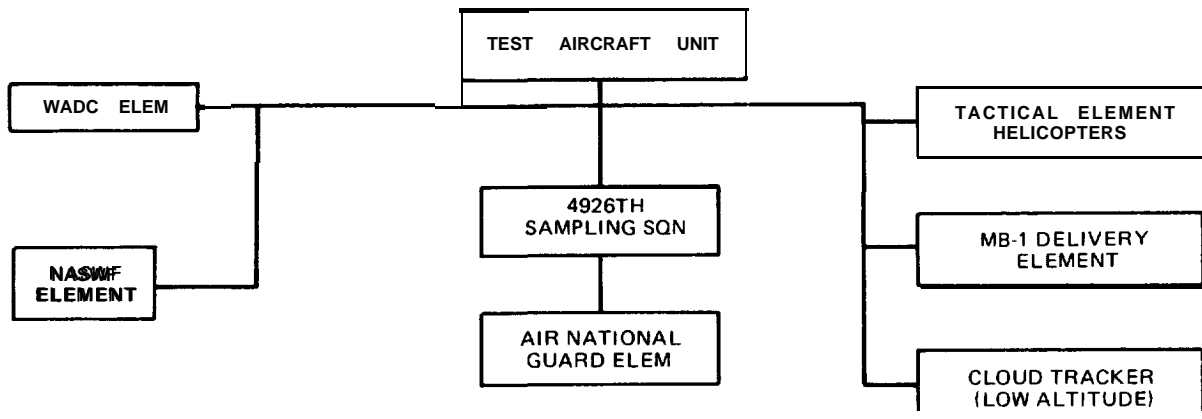 TEST AIRCRAFT UNIT
WADC ELEM
TACTICAL ELEMENT
HELICOPTERS
4926TH
SAMPLING SQN
MB-1 DELIVERY
ELEMENT
NASWF
ELEMENT
AIR NATIONAL
GUARD ELEM
CLOUD TRACKER
(LOW ALTITUDE)